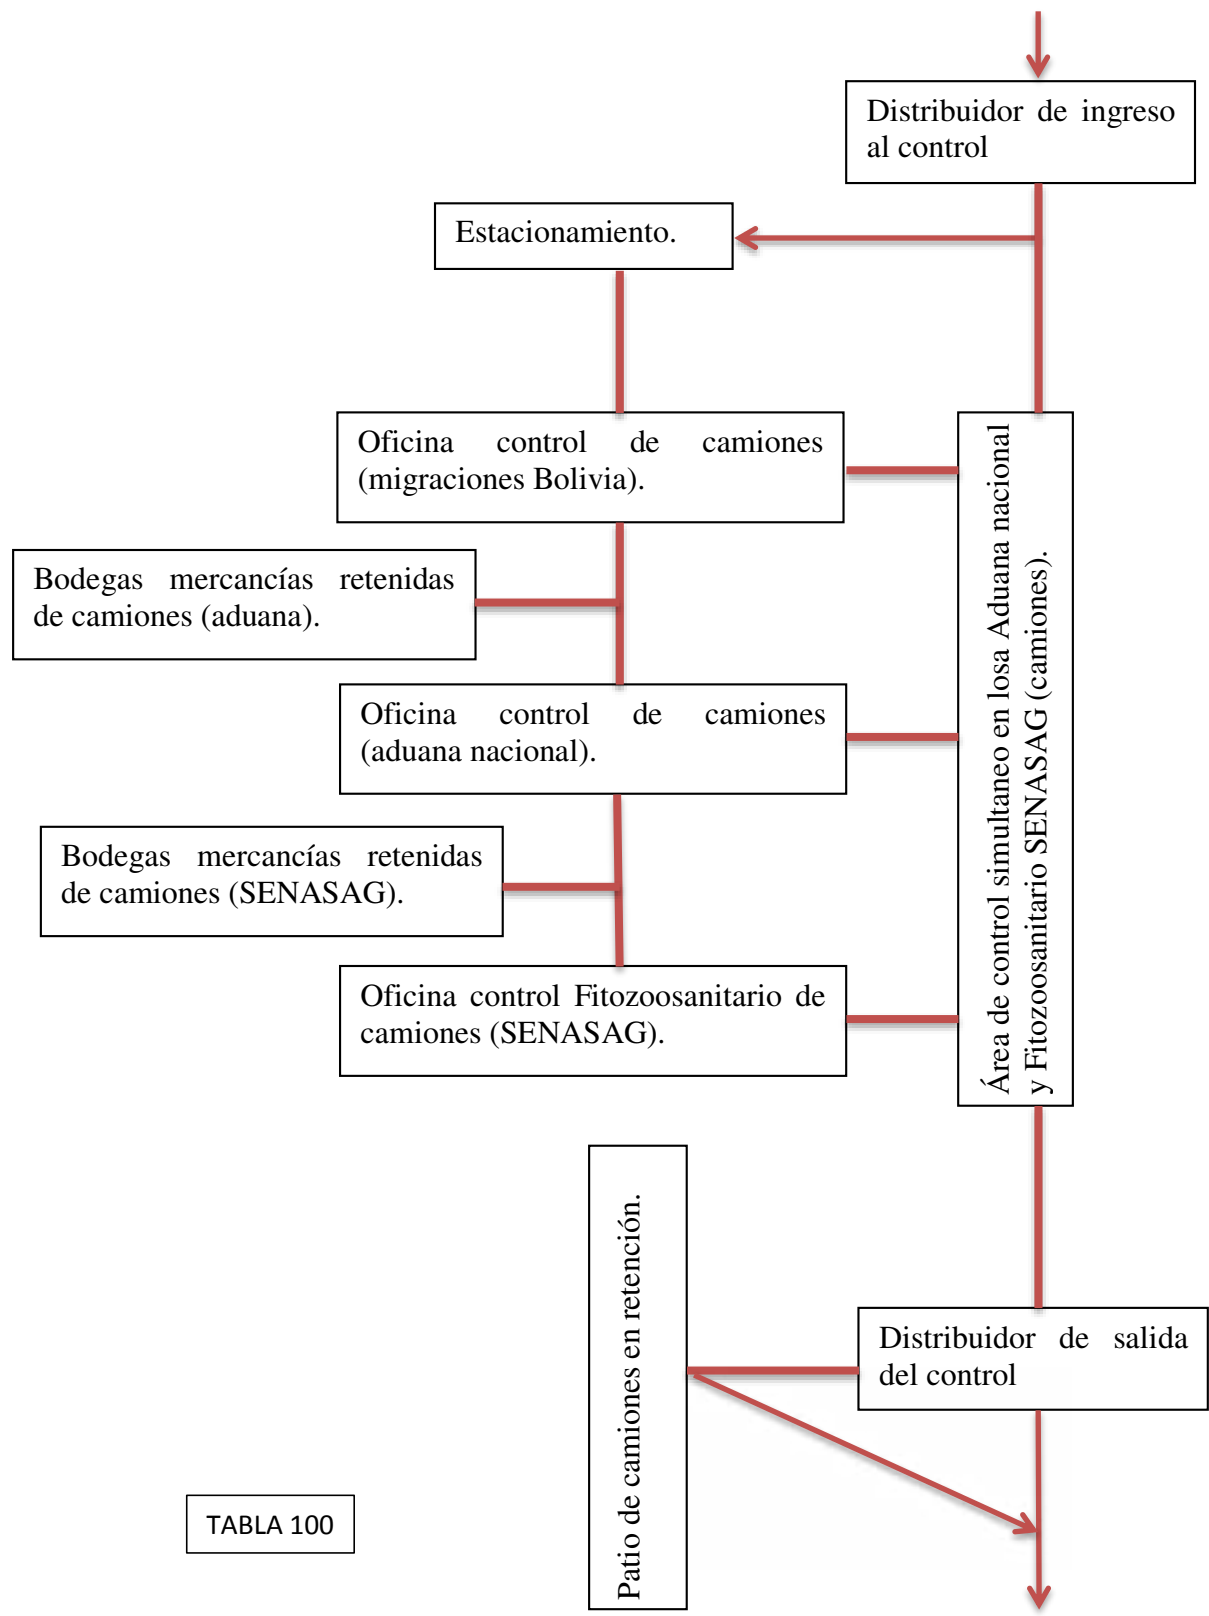 Distribuidor de ingreso
al control
Estacionamiento.
Oficina control de camiones
(migraciones Bolivia).
Bodegas mercancías retenidas
de camiones (aduana).
Oficina control de camiones
(aduana nacional).
Bodegas mercancías retenidas
de camiones (SENASAG).
Oficina control Fitozoosanitario de
camiones (SENASAG).
Área de control simultaneo en losa Aduana nacional
y Fitozoosanitario SENASAG (camiones).
Patio de camiones en retención.
Distribuidor de salida
del control
TABLA 100